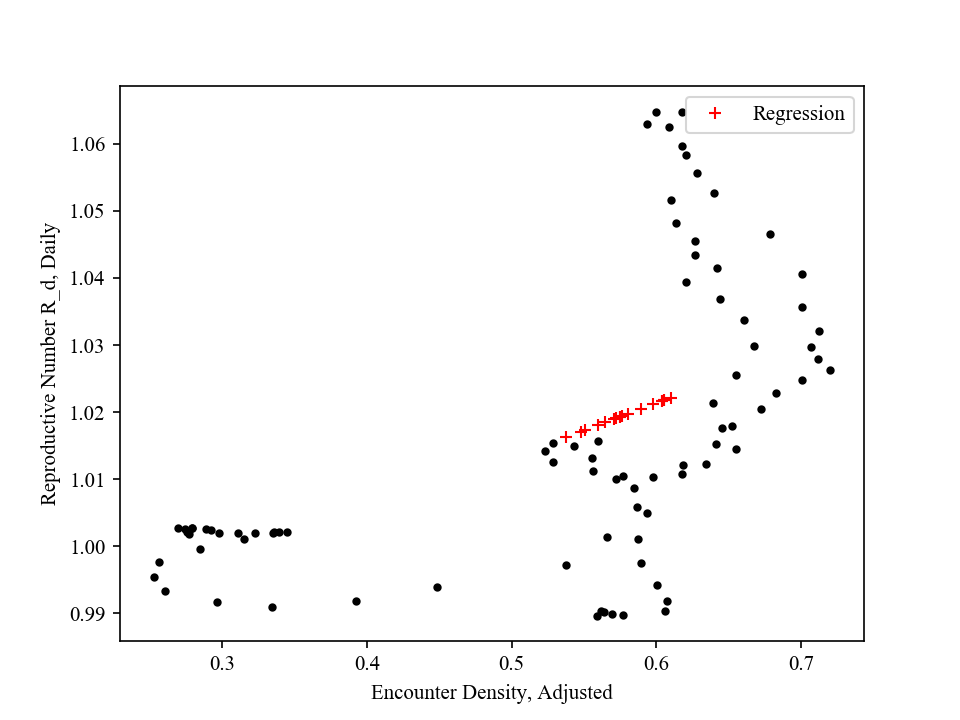 Regression
1.06
1.05
1.04
1.03
1.02
1.01
1.00
0.99
Reproductive Number R_d, Daily
0.3 0.4 0.5 0.6 0.7
Encounter Density, Adjusted